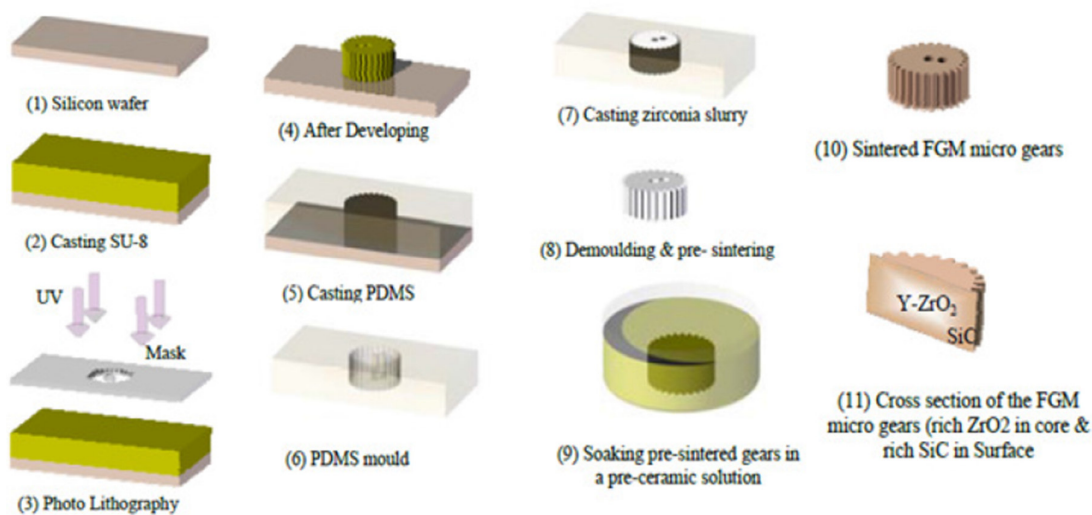 (1) Silicon wafer
(2) Casting SU-8
UV
Mask
(3) Photo Lithography
(4) After Developing
(5) Casting PDMS
(6) PDMS mould
(7) Casting zirconia slurry
(8) Demoulding & pre- sintering
(9) Soaking pre-sintered gears in
a pre-ceramic solution
(10) Sintered FGM micro gears
Y-ZrO₂
SiC
(11) Cross section of the FGM
micro gears (rich ZrO2 in core &
rich SiC in Surface